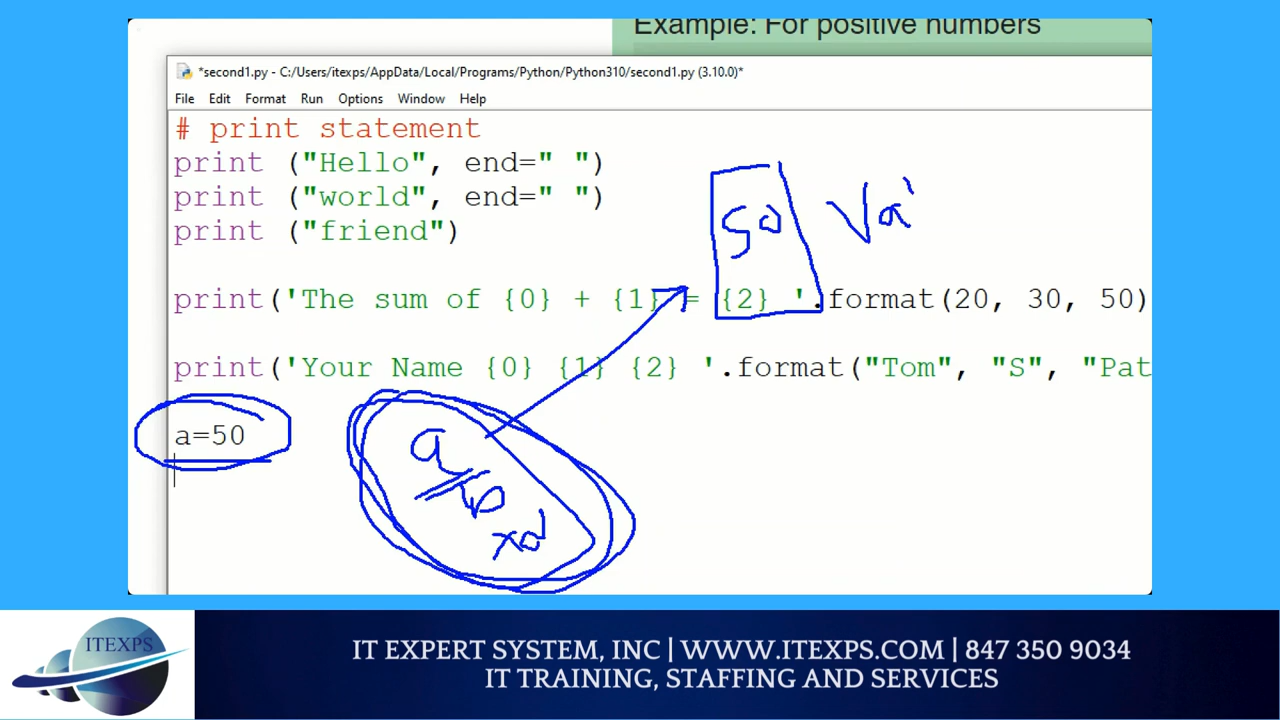 Example: For positive numbers
*second1.py - C:/Users/itexps/AppData/Local/Programs/Python/Python310/second1.py (3.10.0)*
File Edit Format Run Options Window Help
# print statement
print ("Hello", end=" ")
print ("world", end=" ")
print ("friend")
50 Va
print('The sum of {0} + {1} = {2} '.format(20, 30, 50)
print('Your Name {0} {1} {2} '.format("Tom", "S", "Pat
a=50
a
ITEXPS
IT EXPERT SYSTEM, INC | WWW.ITEXPS.COM | 847 350 9034
IT TRAINING, STAFFING AND SERVICES